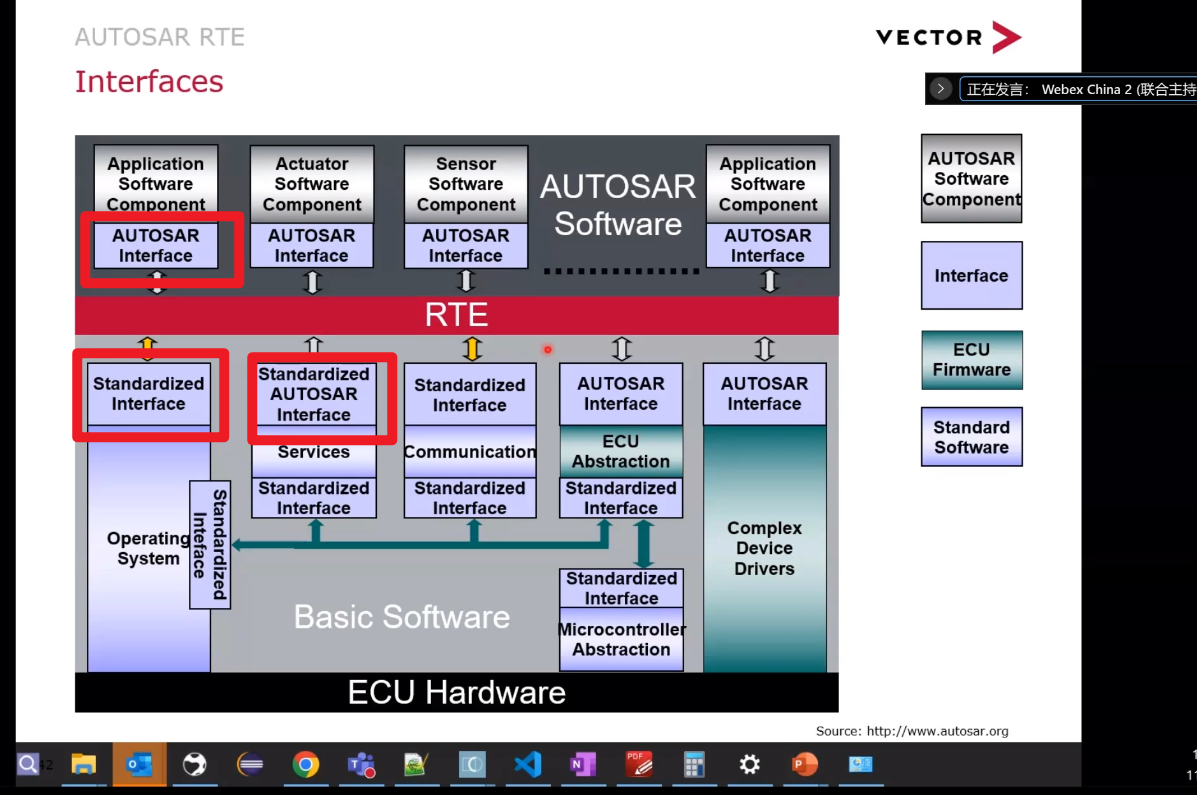 AUTOSAR RTE
VECTOR
Interfaces
正在发言： Webex China 2 (联合主持
Application
Software
Component
AUTOSAR
Interface
Actuator
Software
Component
AUTOSAR
Interface
Sensor
Software
Component
AUTOSAR
Interface
AUTOSAR
Software
Application
Software
Component
AUTOSAR
Interface
AUTOSAR
Software
Component
Interface
ECU
Firmware
Standard
Software
RTE
Standardized
Interface
Operating
System
Standardized
Inteface
Standardized
AUTOSAR
Interface
Services
Standardized
Interface
Standardized
Interface
Communication
Standardized
Interface
AUTOSAR
Interface
ECU
Abstraction
Standardized
Interface
Standardized
Interface
Microcontroller
Abstraction
AUTOSAR
Interface
Complex
Device
Drivers
Basic Software
ECU Hardware
Source: http://www.autosar.org
PDF